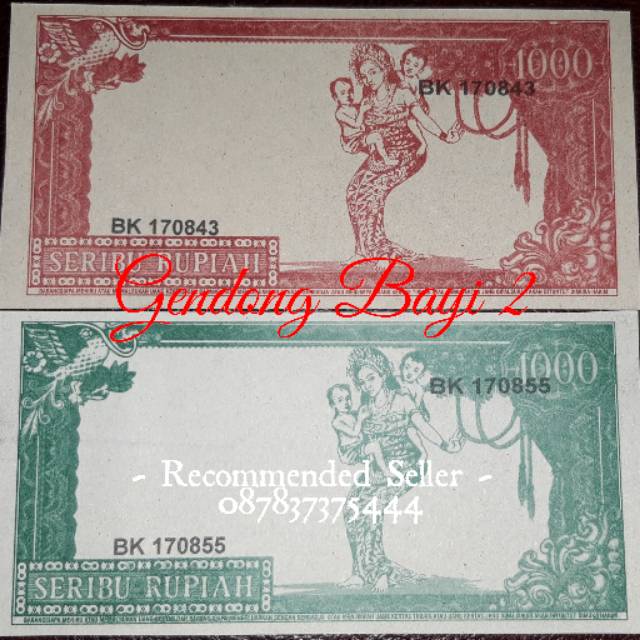 1000
BK 170843
BK 170843
SERIBU RUPIAH
Gendong Bayi 2
1000
BK 170855
- Recommended Seller -
087837375444
BK 170855
SERIBU RUPIAH